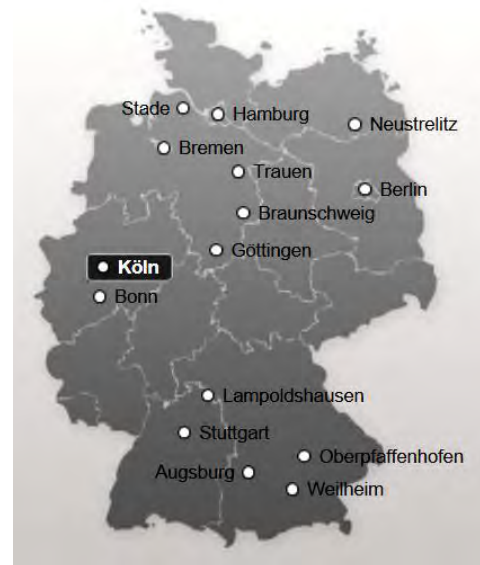 Stade
Hamburg
Neustrelitz
Bremen
Trauen
Berlin
Braunschweig
Göttingen
Köln
Bonn
Lampoldshausen
Stuttgart
Oberpfaffenhofen
Augsburg
Weilheim